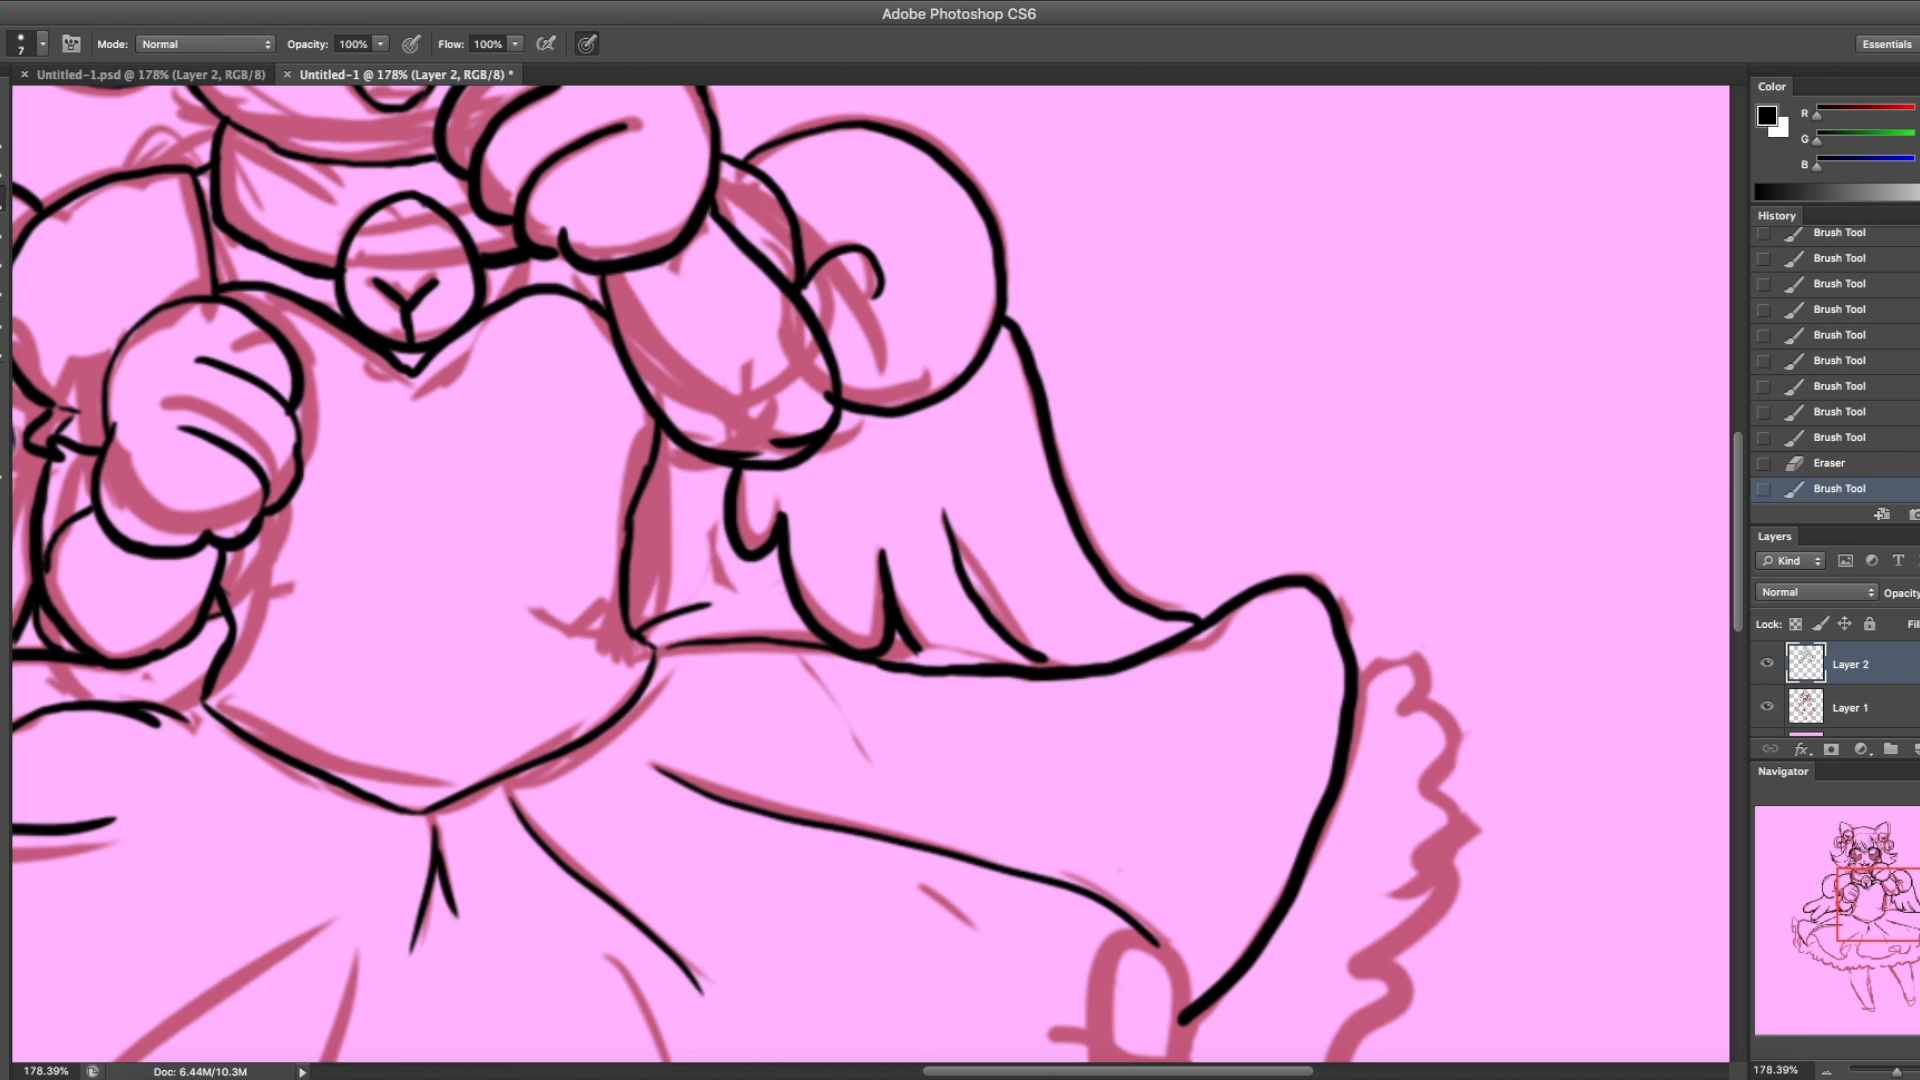 Adobe Photoshop CS6
7 Mode: Normal Opacity: 100% Flow: 100% Essentials
× Untitled-1.psd @ 178% (Layer 2, RGB/8) × Untitled-1 @ 178% (Layer 2, RGB/8) *
Color
R
G
B
History
Brush Tool
Brush Tool
Brush Tool
Brush Tool
Brush Tool
Brush Tool
Brush Tool
Brush Tool
Brush Tool
Eraser
Brush Tool
Layers
Kind T
Normal Opacity
Lock: Fil
Layer 2
Layer 1
fx
Navigator
178.39% Doc: 6.44M/10.3M 178.39%